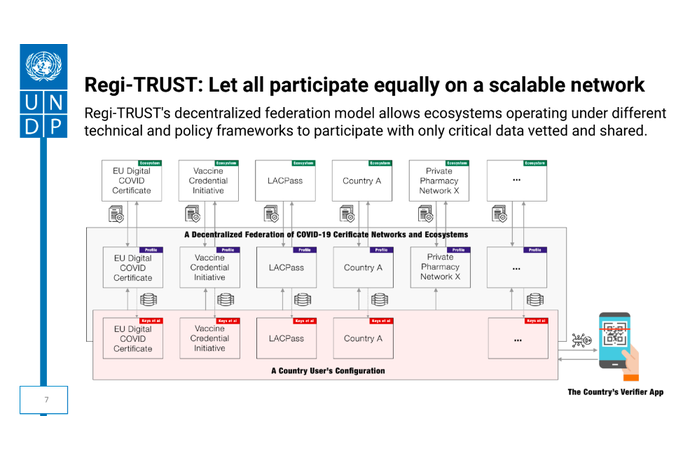 UN
DP
Regi-TRUST: Let all participate equally on a scalable network
Regi-TRUST's decentralized federation model allows ecosystems operating under different
technical and policy frameworks to participate with only critical data vetted and shared.
Ecosystem
EU Digital
COVID
Certificate
Ecosystem
Vaccine
Credential
Initiative
Ecosystem
LACPass
Ecosystem
Country A
Ecosystem
Private
Pharmacy
Network X
Ecosystem
...
A Decentralized Federation of COVID-19 Cerificate Networks and Ecosystems
Profile
EU Digital
COVID
Certificate
Profile
Vaccine
Credential
Initiative
Profile
LACPass
Profile
Country A
Profile
Private
Pharmacy
Network X
Profile
...
Keys et al
EU Digital
COVID
Certificate
Keys et al
Vaccine
Credential
Initiative
Keys et al
LACPass
Keys et al
Country A
Keys et al
...
A Country User's Configuration
The Country's Verifier App
7